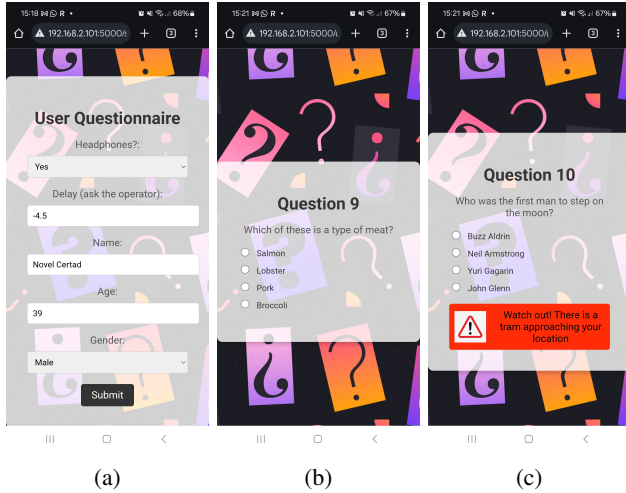 15:18 R • 68%
192.168.2.101:5000/ 3
User Questionnaire
Headphones?:
Yes
Delay (ask the operator):
-4.5
Name:
Novel Certad
Age:
39
Gender:
Male
Submit
(a)
15:21 R • 67%
192.168.2.101:5000/ 3
Question 9
Which of these is a type of meat?
Salmon
Lobster
Pork
Broccoli
(b)
15:21 R • 67%
192.168.2.101:5000/ 3
Question 10
Who was the first man to step on
the moon?
Buzz Aldrin
Neil Armstrong
Yuri Gagarin
John Glenn
Watch out! There is a
tram approaching your
location
(c)